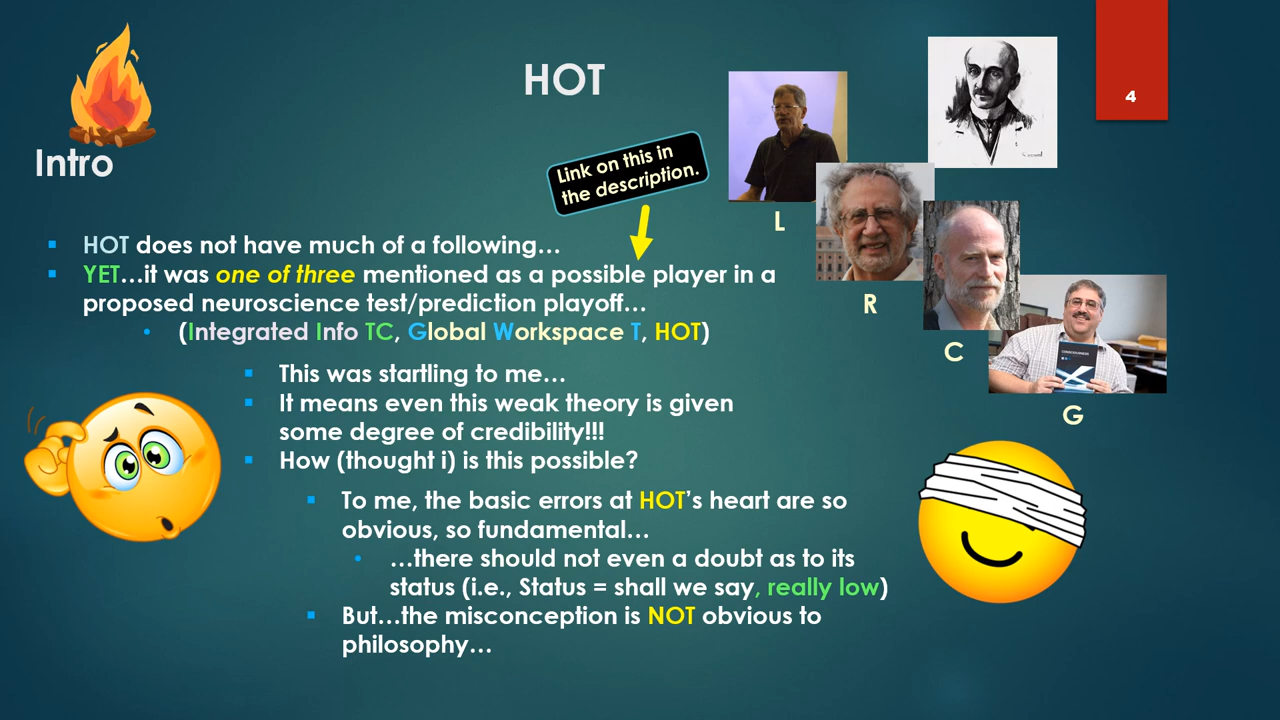 HOT
4
Intro
Link on this in
the description.
L
R
C
G
HOT does not have much of a following…
YET…it was one of three mentioned as a possible player in a
proposed neuroscience test/prediction playoff…
(Integrated Info TC, Global Workspace T, HOT)
This was startling to me…
It means even this weak theory is given
some degree of credibility!!!
How (thought i) is this possible?
To me, the basic errors at HOT's heart are so
obvious, so fundamental…
…there should not even a doubt as to its
status (i.e., Status = shall we say, really low)
But…the misconception is NOT obvious to
philosophy…